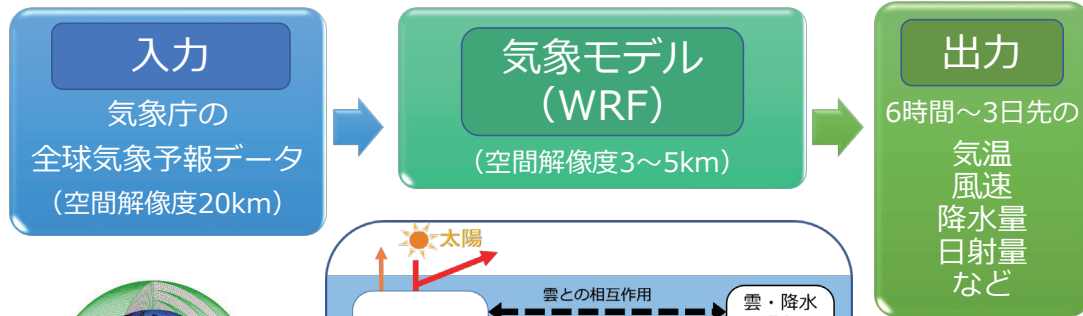 入力
気象庁の
全球気象予報データ
（空間解像度20km）
気象モデル
（WRF）
（空間解像度3～5km）
出力
6時間～3日先の
気温
風速
降水量
日射量
など
太陽
雲との相互作用
雲・降水